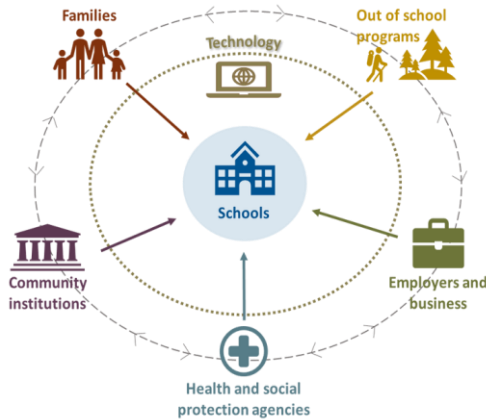 Families
Out of school
programs
Technology
Schools
Community
institutions
Employers and
business
Health and social
protection agencies